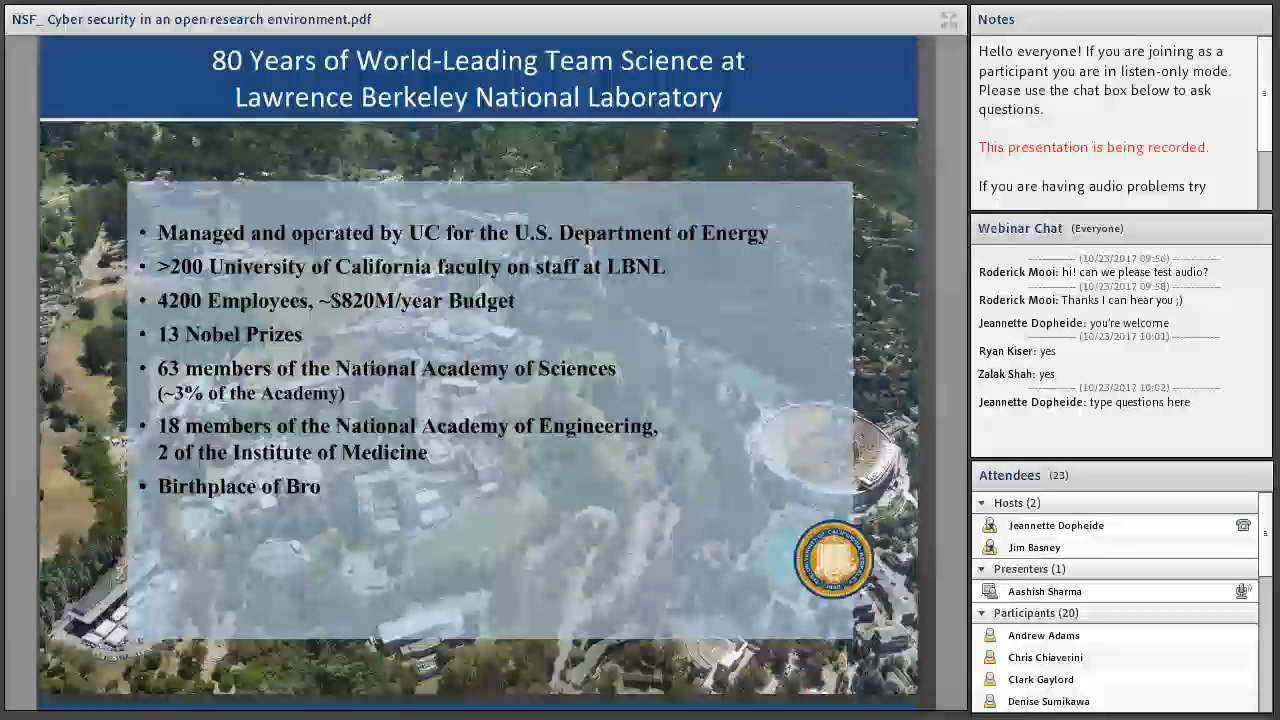 NSF_ Cyber security in an open research environment.pdf
80 Years of World-Leading Team Science at
Lawrence Berkeley National Laboratory
• Managed and operated by UC for the U.S. Department of Energy
• >200 University of California faculty on staff at LBNL
• 4200 Employees, ~$820M/year Budget
• 13 Nobel Prizes
• 63 members of the National Academy of Sciences
(~3% of the Academy)
• 18 members of the National Academy of Engineering,
2 of the Institute of Medicine
• Birthplace of Bro
Notes
Hello everyone! If you are joining as a
participant you are in listen-only mode.
Please use the chat box below to ask
questions.
This presentation is being recorded.
If you are having audio problems try
Webinar Chat (Everyone)
(10/23/2017 09:56)
Roderick Mooi: hi! can we please test audio?
(10/23/2017 09:58)
Roderick Mooi: Thanks I can hear you ;)
Jeannette Dopheide: you're welcome
(10/23/2017 10:01)
Ryan Kiser: yes
Zalak Shah: yes
(10/23/2017 10:02)
Jeannette Dopheide: type questions here
Attendees (23)
Hosts (2)
Jeannette Dopheide
Jim Basney
Presenters (1)
Aashish Sharma
Participants (20)
Andrew Adams
Chris Chiaverini
Clark Gaylord
Denise Sumikawa